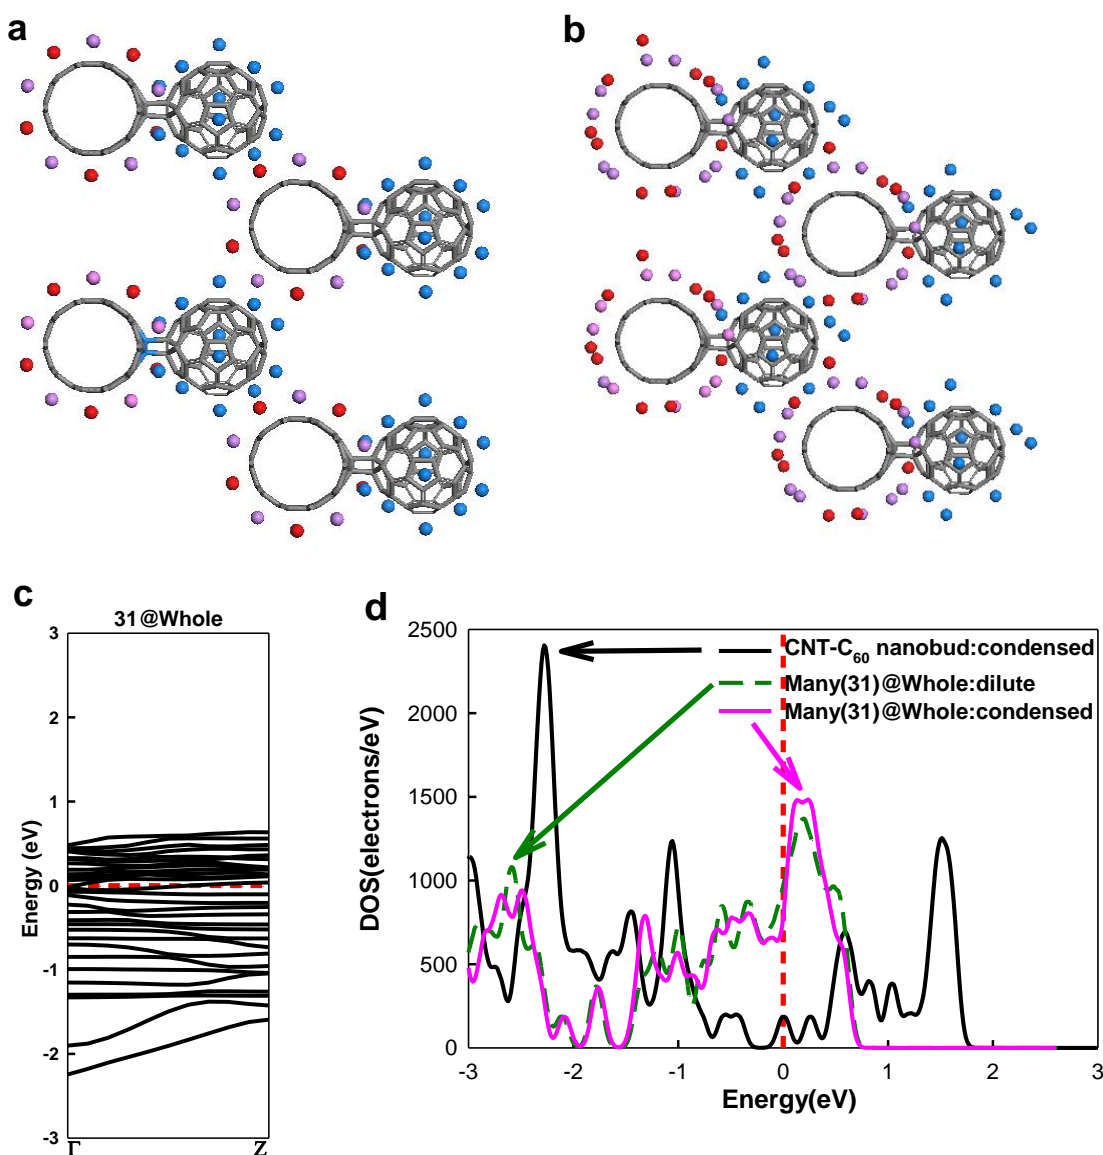 a
b
c
31@Whole
3
2
1
0
-1
-2
-3
Energy (eV)
Γ
Z
d
2500
2000
1500
1000
500
0
DOS(electrons/eV)
CNT-C₆₀ nanobud:condensed
Many(31)@Whole:dilute
Many(31)@Whole:condensed
-3
-2
-1
0
1
2
3
Energy(eV)